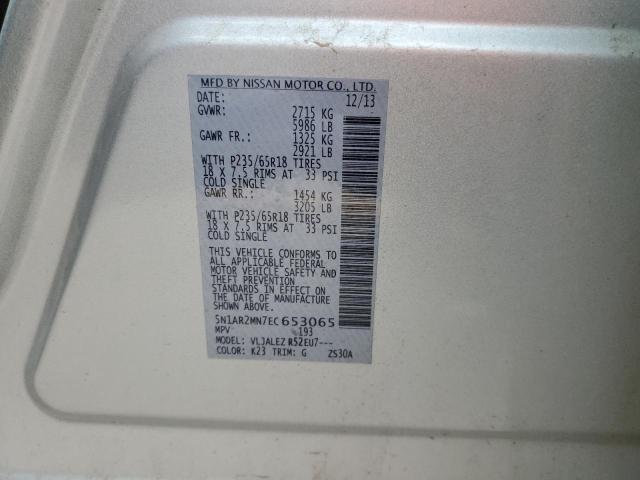 MFD BY NISSAN MOTOR CO., LTD.
DATE: 12/13
GVWR: 2715 KG
5986 LB
GAWR FR.: 1325 KG
2921 LB
WITH P235/65R18 TIRES
18 X 7.5 RIMS AT 33 PSI
COLD SINGLE
GAWR RR.: 1454 KG
3205 LB
WITH P235/65R18 TIRES
18 X 7.5 RIMS AT 33 PSI
COLD SINGLE
THIS VEHICLE CONFORMS TO
ALL APPLICABLE FEDERAL
MOTOR VEHICLE SAFETY AND
THEFT PREVENTION
STANDARDS IN EFFECT ON
THE DATE OF MANUFACTURE
SHOWN ABOVE.
5N1AR2MN7EC653065
MPV 193
MODEL: VLJALEZ R52EU7---
COLOR: K23 TRIM: G ZS30A